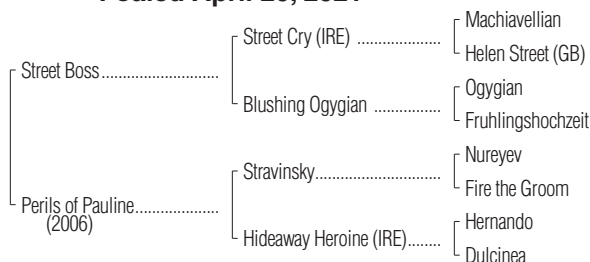 Foaled April 2021
Machiavellian
Street Cry (IRE) ....................
Helen Street (GB)
Street Boss............................
Ogygian
Blushing Ogygian ................
Fruhlingshochzeit
Nureyev
Stravinsky..............................
Fire the Groom
Perils of Pauline....................
(2006)
Hernando
Hideaway Heroine (IRE)........
Dulcinea